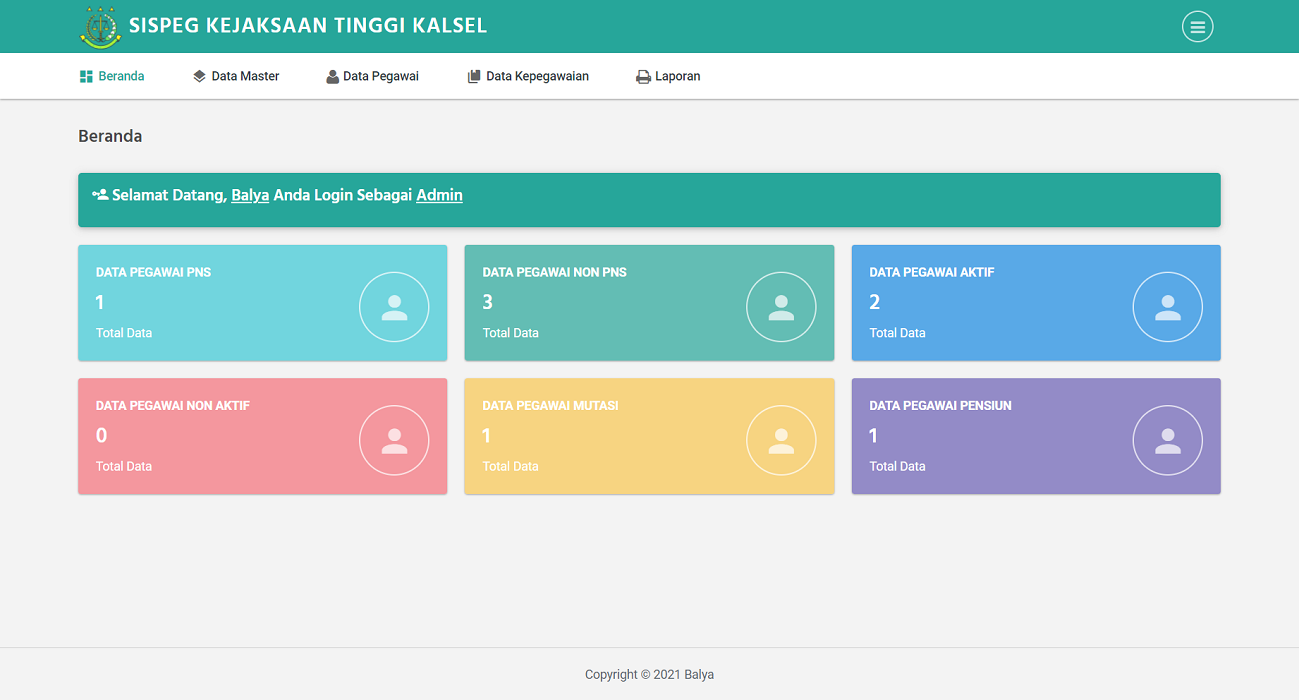 SISPEG KEJAKSAAN TINGGI KALSEL
Beranda Data Master Data Pegawai Data Kepegawaian Laporan
Beranda
Selamat Datang, Balya Anda Login Sebagai Admin
DATA PEGAWAI PNS
1
Total Data
DATA PEGAWAI NON PNS
3
Total Data
DATA PEGAWAI AKTIF
2
Total Data
DATA PEGAWAI NON AKTIF
0
Total Data
DATA PEGAWAI MUTASI
1
Total Data
DATA PEGAWAI PENSIUN
1
Total Data
Copyright © 2021 Balya